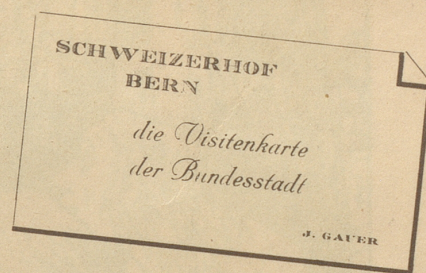 SCHWEIZERHOF
BERN
die Visitenkarte
der Bundesstadt
J. GAUER